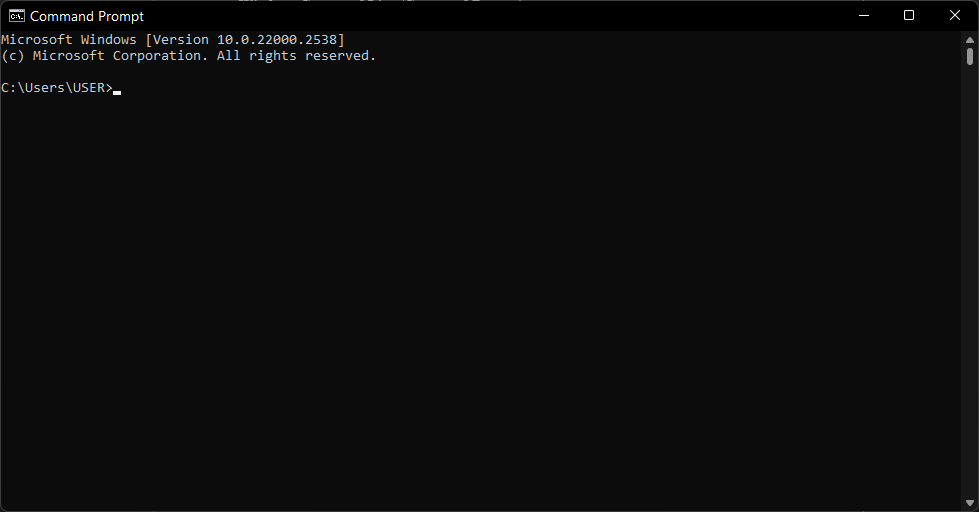 Command Prompt
Microsoft Windows [Version 10.0.22000.2538]
(c) Microsoft Corporation. All rights reserved.
C:\Users\USER>